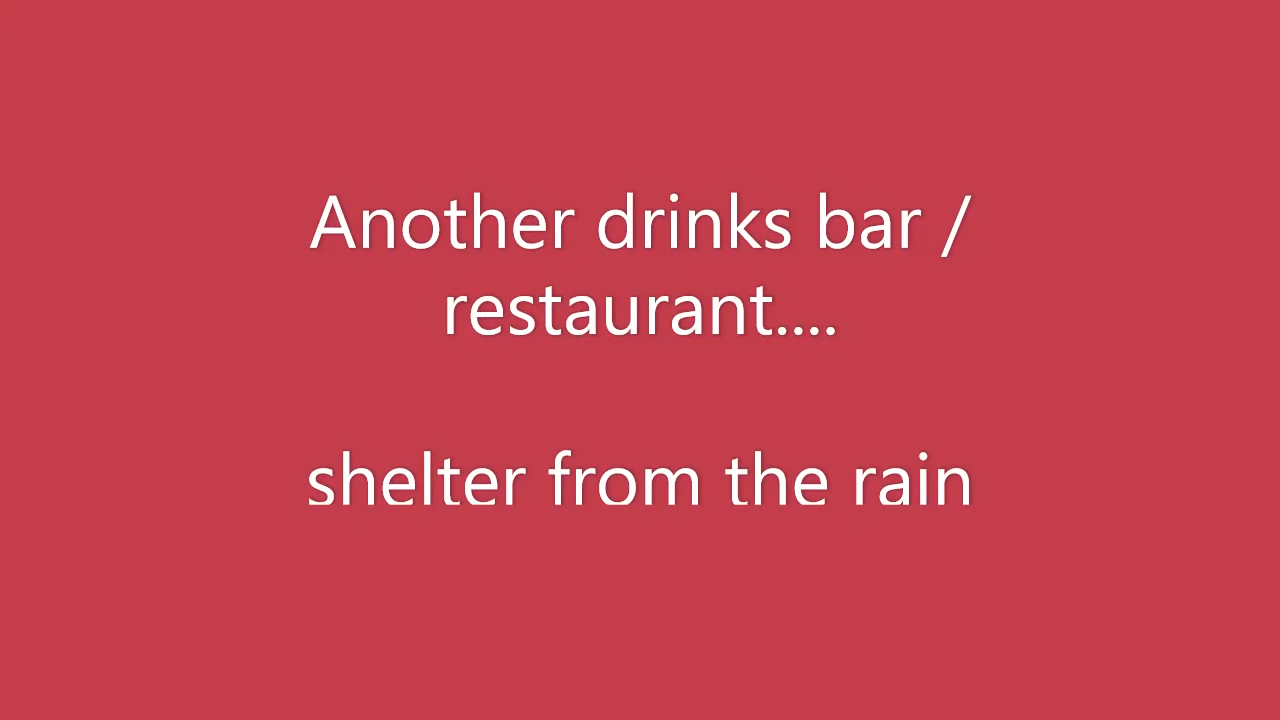 Another drinks bar /
restaurant....
shelter from the rain